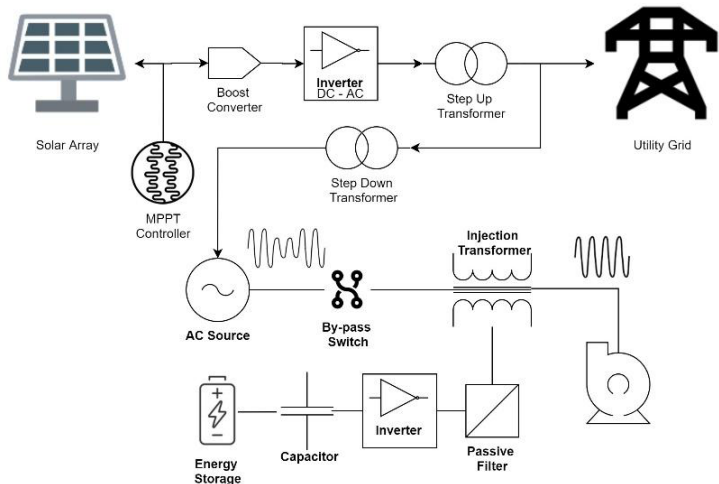 Inverter
DC - AC
Boost
Converter
Step Up
Transformer
Solar Array
Utility Grid
Step Down
Transformer
MPPT
Controller
Injection
Transformer
AC Source
By-pass
Switch
Inverter
Energy
Storage
Capacitor
Passive
Filter